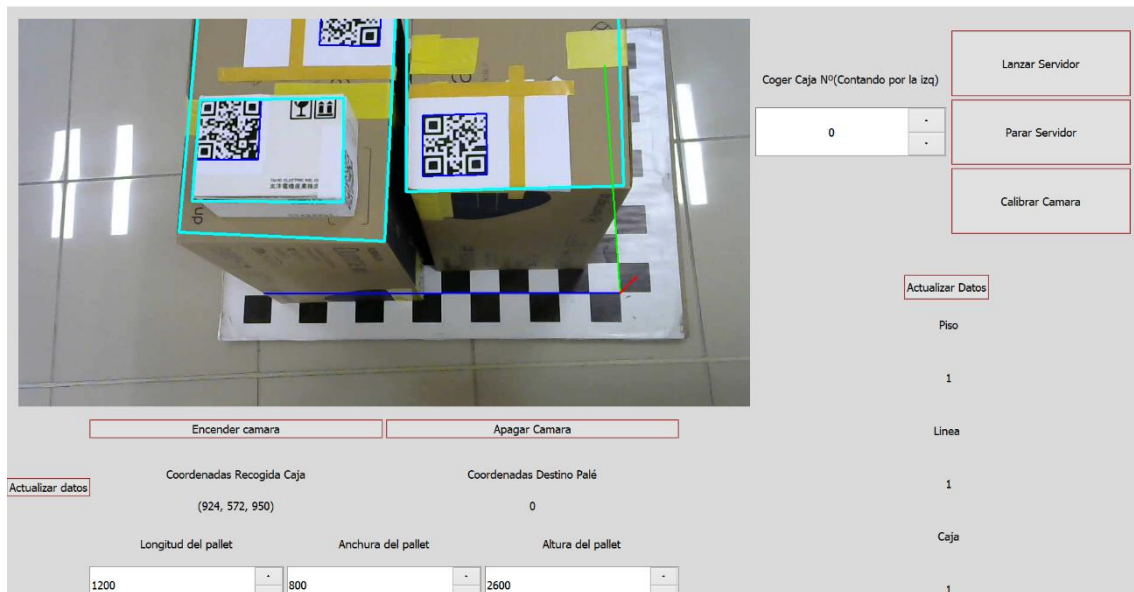 Coger Caja Nº(Contando por la izq)
0
Lanzar Servidor
Parar Servidor
Calibrar Camara
Actualizar Datos
Piso
1
Linea
1
Caja
1
Encender camara
Apagar Camara
Actualizar datos
Coordenadas Recogida Caja
(924, 572, 950)
Coordenadas Destino Palé
0
Longitud del pallet
Anchura del pallet
Altura del pallet
1200
800
2600